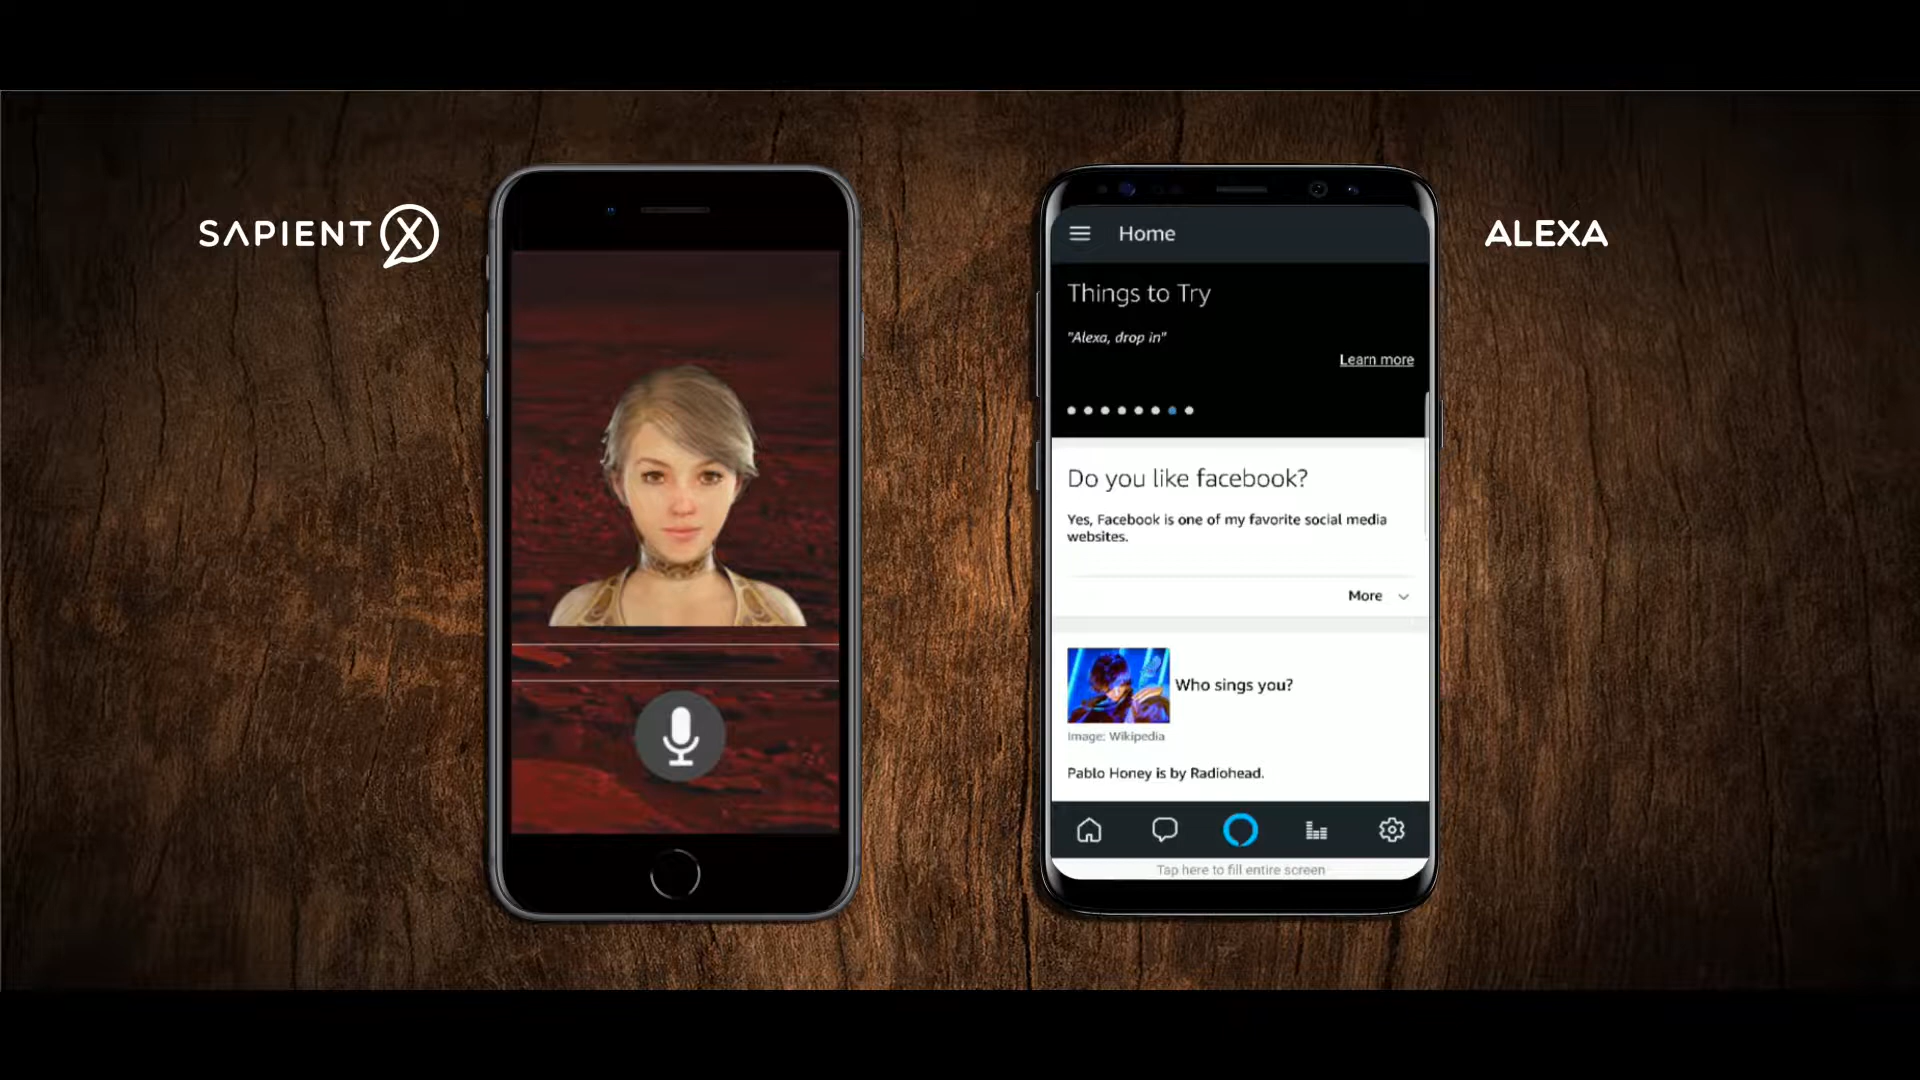 SAPIENT X
Home
Things to Try
"Alexa, drop in"
Learn more
Do you like facebook?
Yes, Facebook is one of my favorite social media
websites.
More
Who sings you?
Image: Wikipedia
Pablo Honey is by Radiohead.
Tap here to fill entire screen
ALEXA